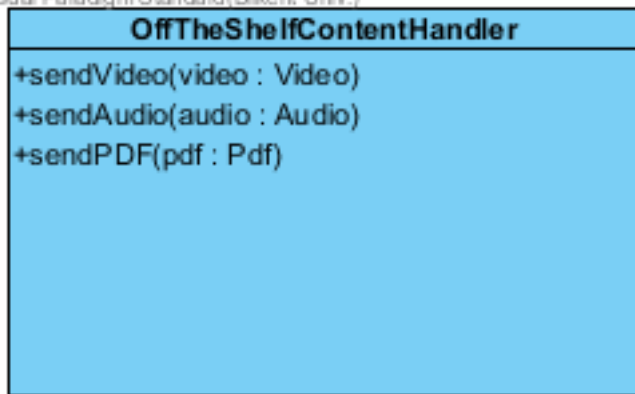 OffTheShelfContentHandler
+sendVideo(video : Video)
+sendAudio(audio : Audio)
+sendPDF(pdf : Pdf)